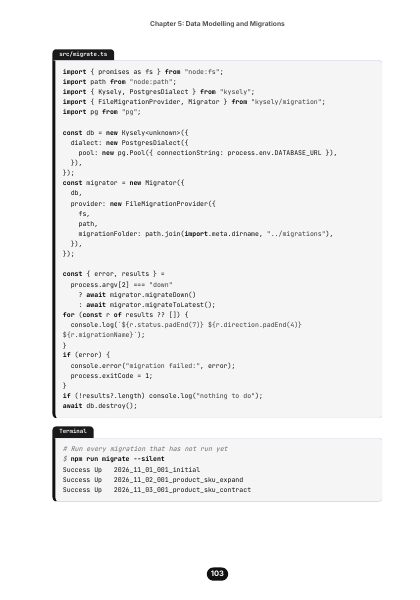 Chapter 5: Data Modelling and Migrations
src/migrate.ts
import { promises as fs } from "node:fs";
import path from "node:path";
import { Kysely, PostgresDialect } from "kysely";
import { FileMigrationProvider, Migrator } from "kysely/migration";
import pg from "pg";

const db = new Kysely<unknown>({
  dialect: new PostgresDialect({
    pool: new pg.Pool({ connectionString: process.env.DATABASE_URL }),
  }),
});
const migrator = new Migrator({
  db,
  provider: new FileMigrationProvider({
    fs,
    path,
    migrationFolder: path.join(import.meta.dirname, "../migrations"),
  }),
});

const { error, results } =
  process.argv[2] === "down"
    ? await migrator.migrateDown()
    : await migrator.migrateToLatest();
for (const r of results ?? []) {
  console.log(`${r.status.padEnd(7)} ${r.direction.padEnd(4)}
${r.migrationName}`);
}
if (error) {
  console.error("migration failed:", error);
  process.exitCode = 1;
}
if (!results?.length) console.log("nothing to do");
await db.destroy();
Terminal
# Run every migration that has not run yet
$ npm run migrate --silent
Success Up   2026_11_01_001_initial
Success Up   2026_11_02_001_product_sku_expand
Success Up   2026_11_03_001_product_sku_contract
103